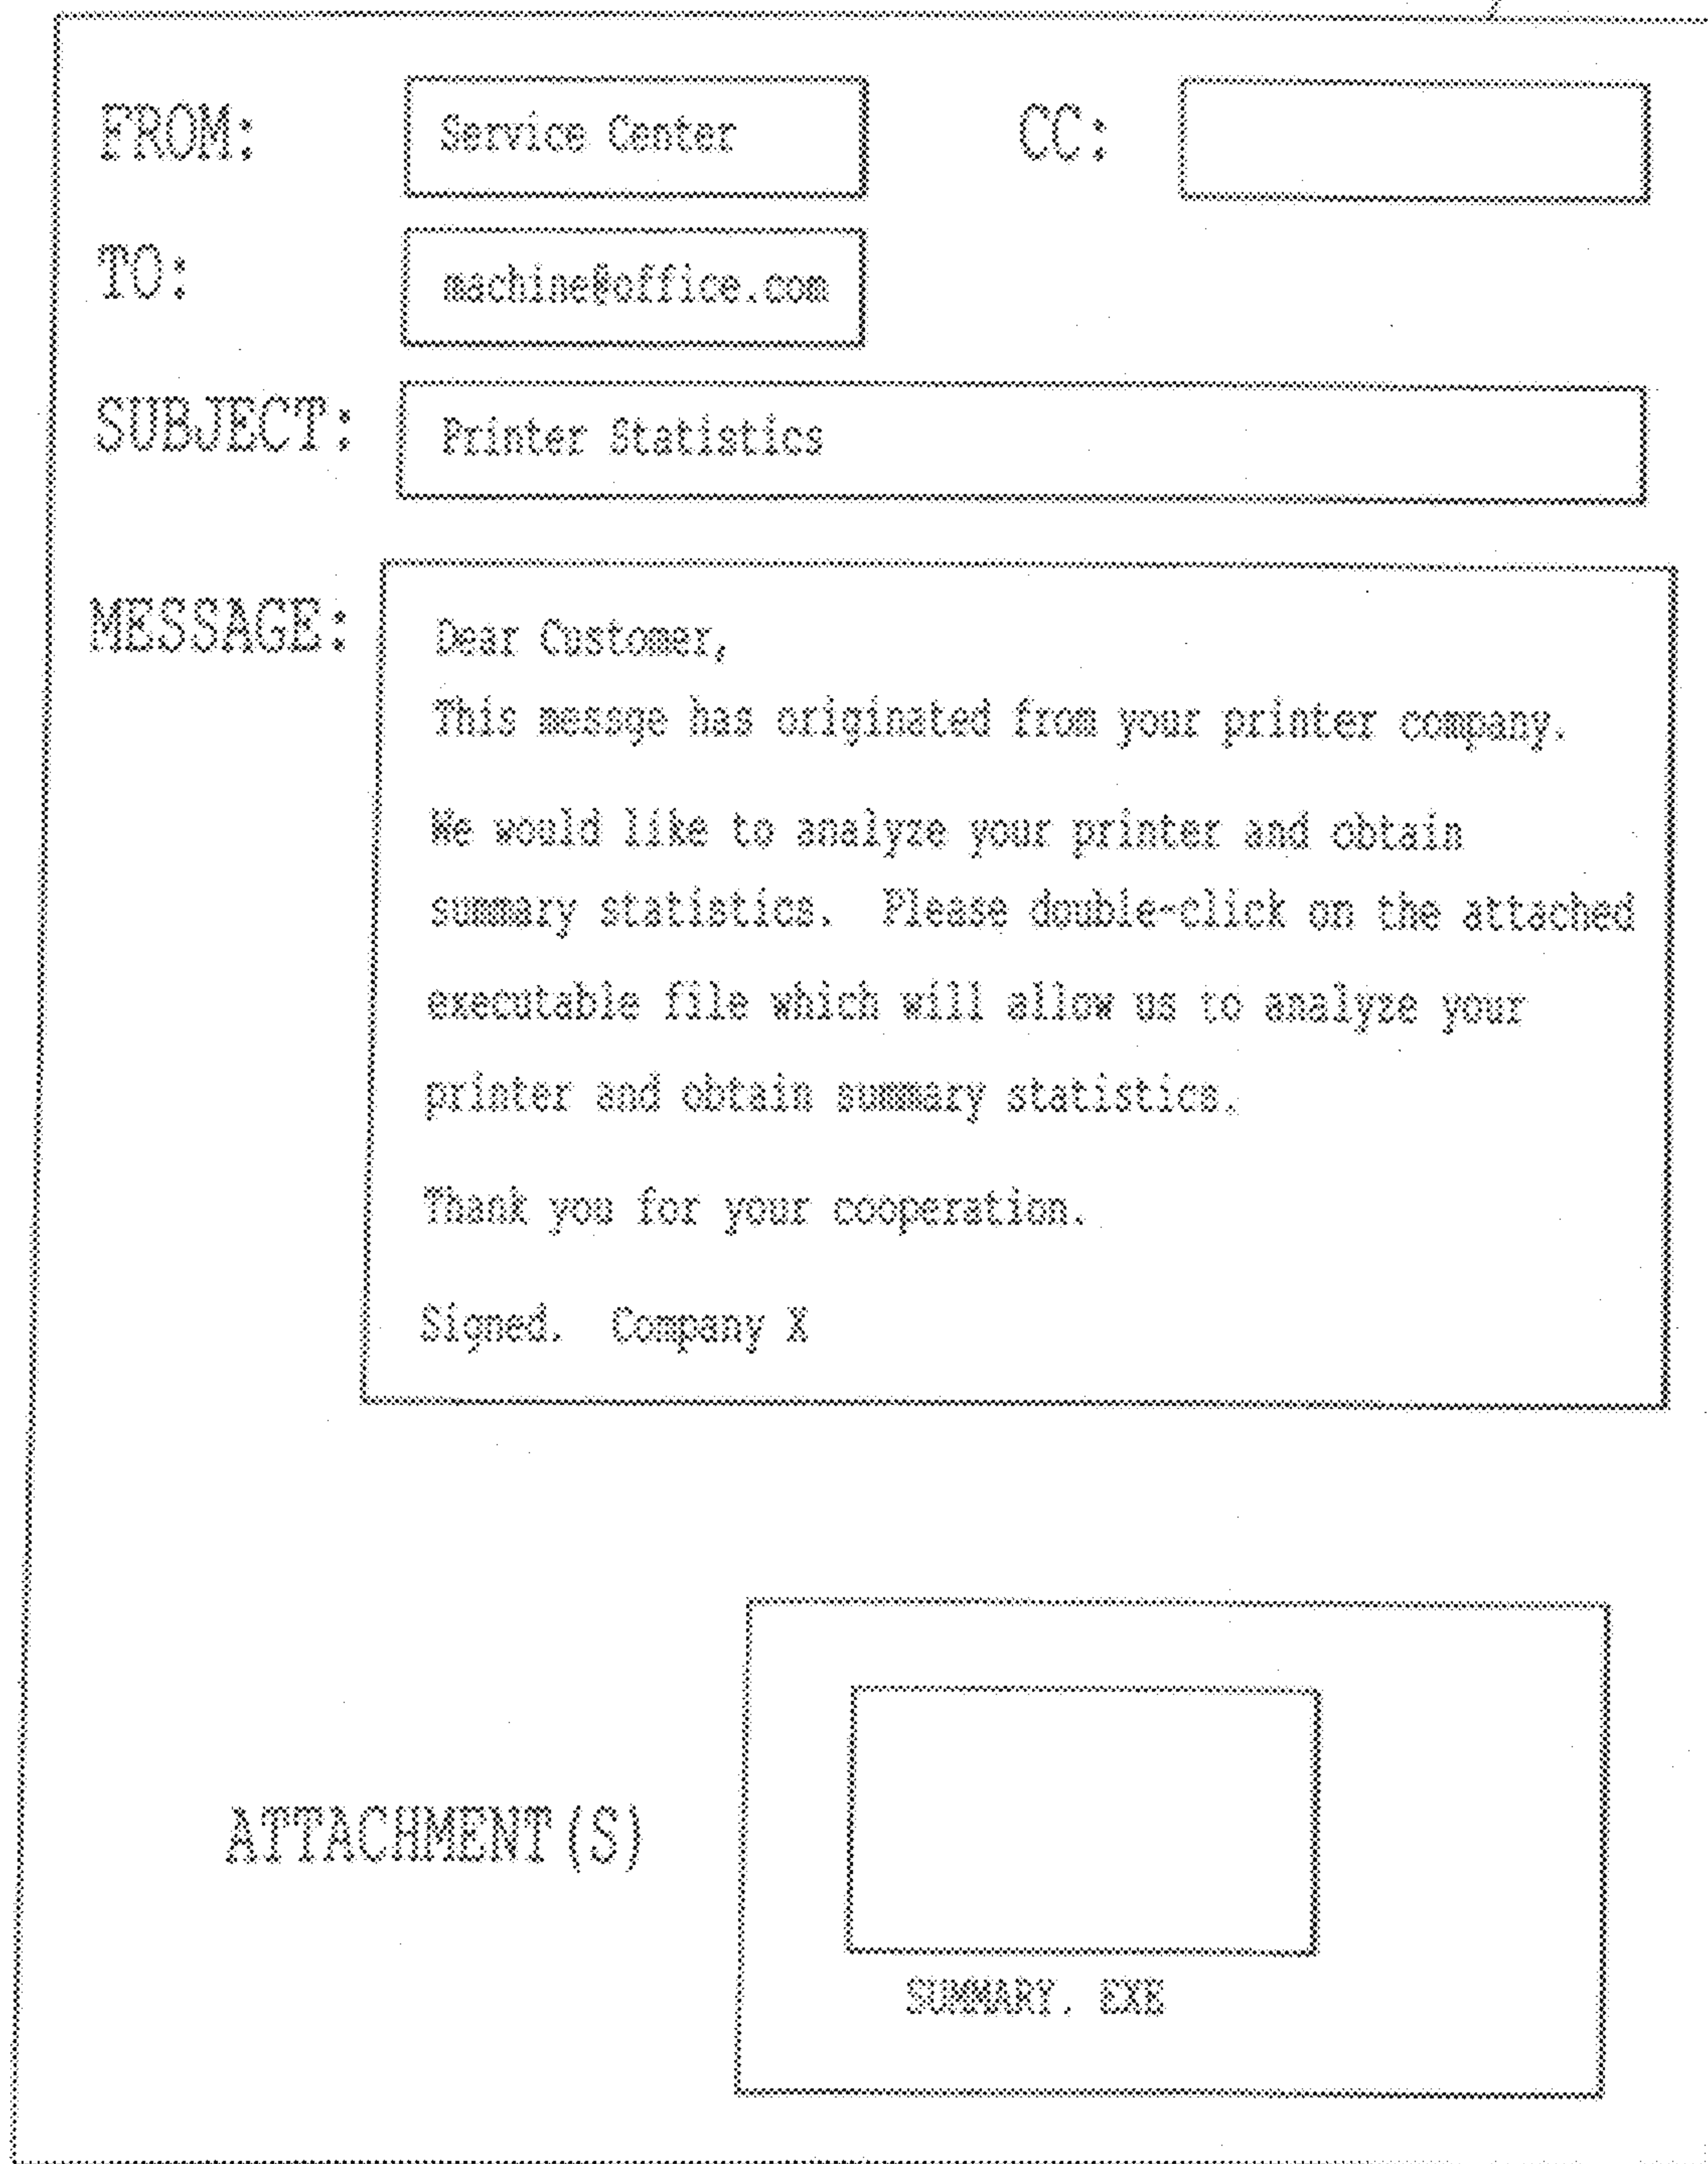 FROM: Service Center CC:
TO: machine@office.com
SUBJECT: Printer Statistics
MESSAGE: Dear Customer,
This messge has originated from your printer company.
We would like to analyze your printer and obtain
summary statistics. Please double-click on the attached
executable file which will allow us to analyze your
printer and obtain summary statistics.
Thank you for your cooperation.
Signed. Company X
ATTACHMENT(S)
SUMMARY. EXE